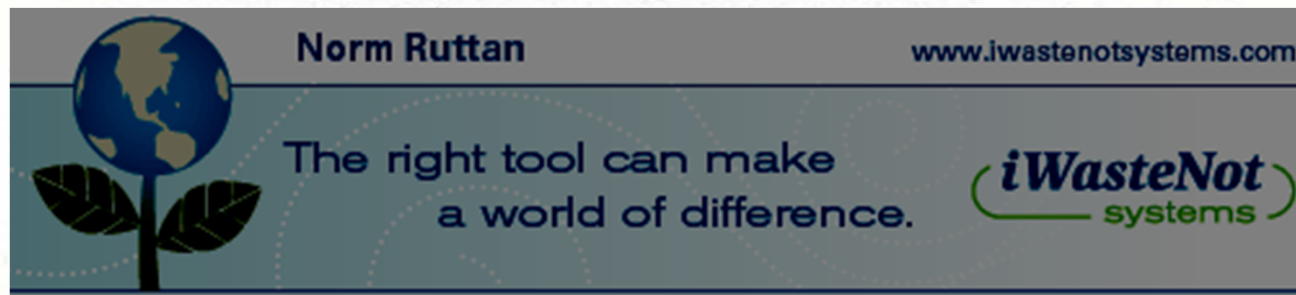 Norm Ruttan
www.iwastenotsystems.com
The right tool can make
a world of difference.
iWasteNot
systems